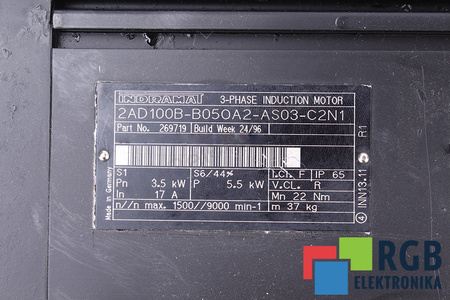 INDRAMAT 3-PHASE INDUCTION MOTOR
2AD100B-B050A2-AS03-C2N1
Part No. 269719 Build Week 24/96
S1 S6/44% I.Cl. F IP 65
Pn 3.5 kW P 5.5 kW V.CL. R
In 17 A Mn 22 Nm
n//n max. 1500//9000 min-1 m 37 kg
Made in Germany
R1
INN13.11
4
RGB
ELEKTRONIKA